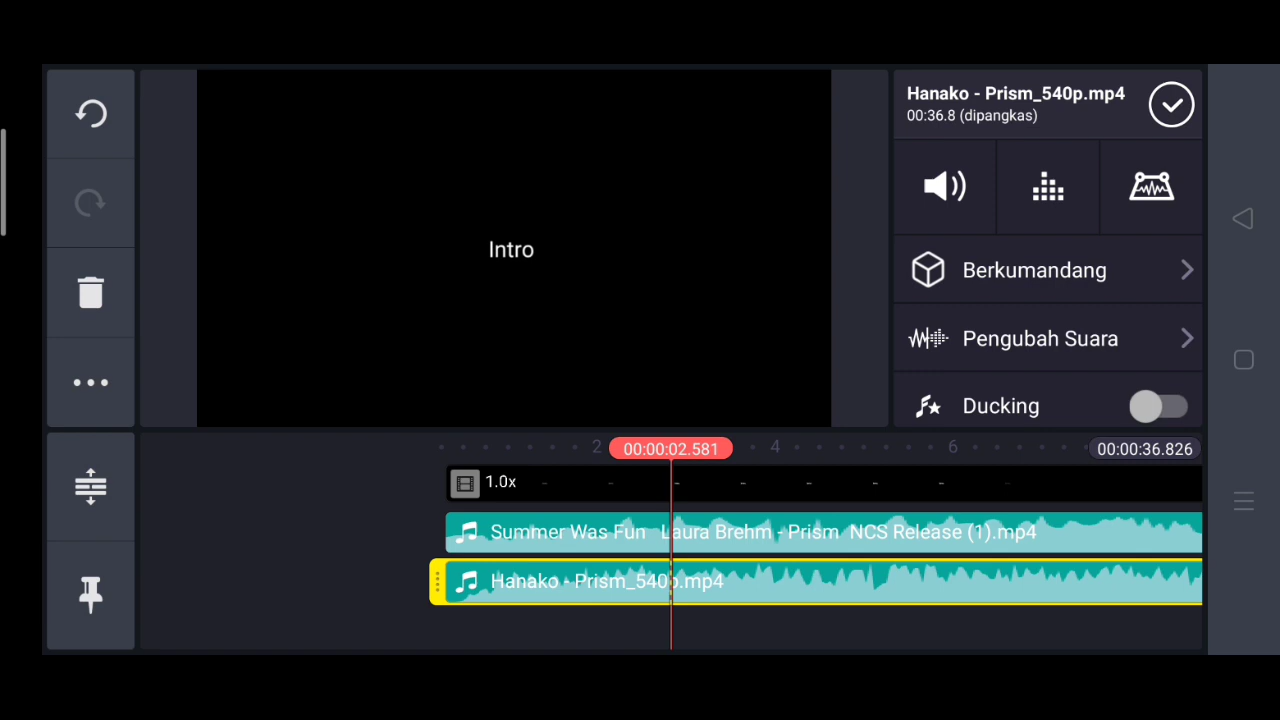 Hanako - Prism_540p.mp4
00:36.8 (dipangkas)
Intro
Berkumandang
Pengubah Suara
Ducking
2
00:00:02.581
4
6
00:00:36.826
1.0x
Summer Was Fun Laura Brehm - Prism NCS Release (1).mp4
Hanako - Prism_540p.mp4